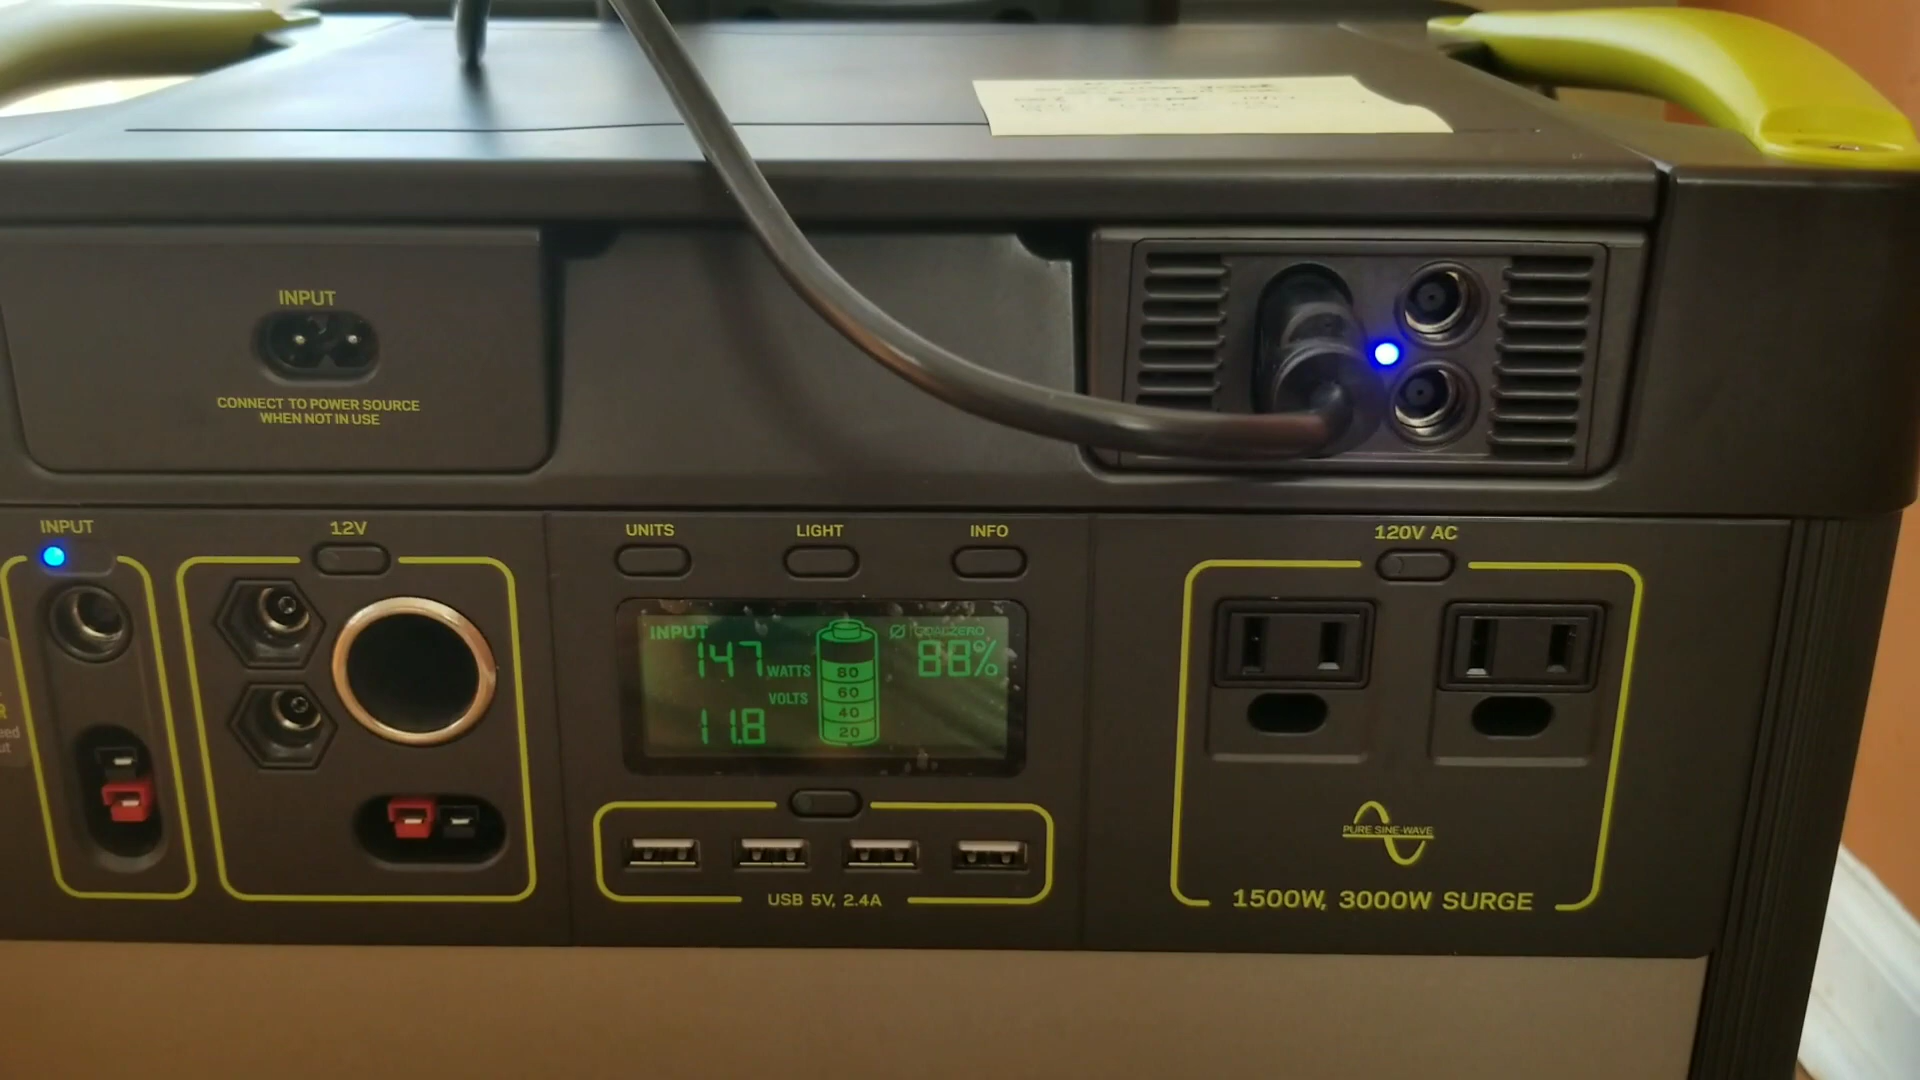 INPUT
CONNECT TO POWER SOURCE
WHEN NOT IN USE
INPUT
12V
UNITS
LIGHT
INFO
120V AC
INPUT
GOALZERO
147 WATTS
88%
VOLTS
11.8
80
60
40
20
USB 5V, 2.4A
PURE SINE-WAVE
1500W, 3000W SURGE